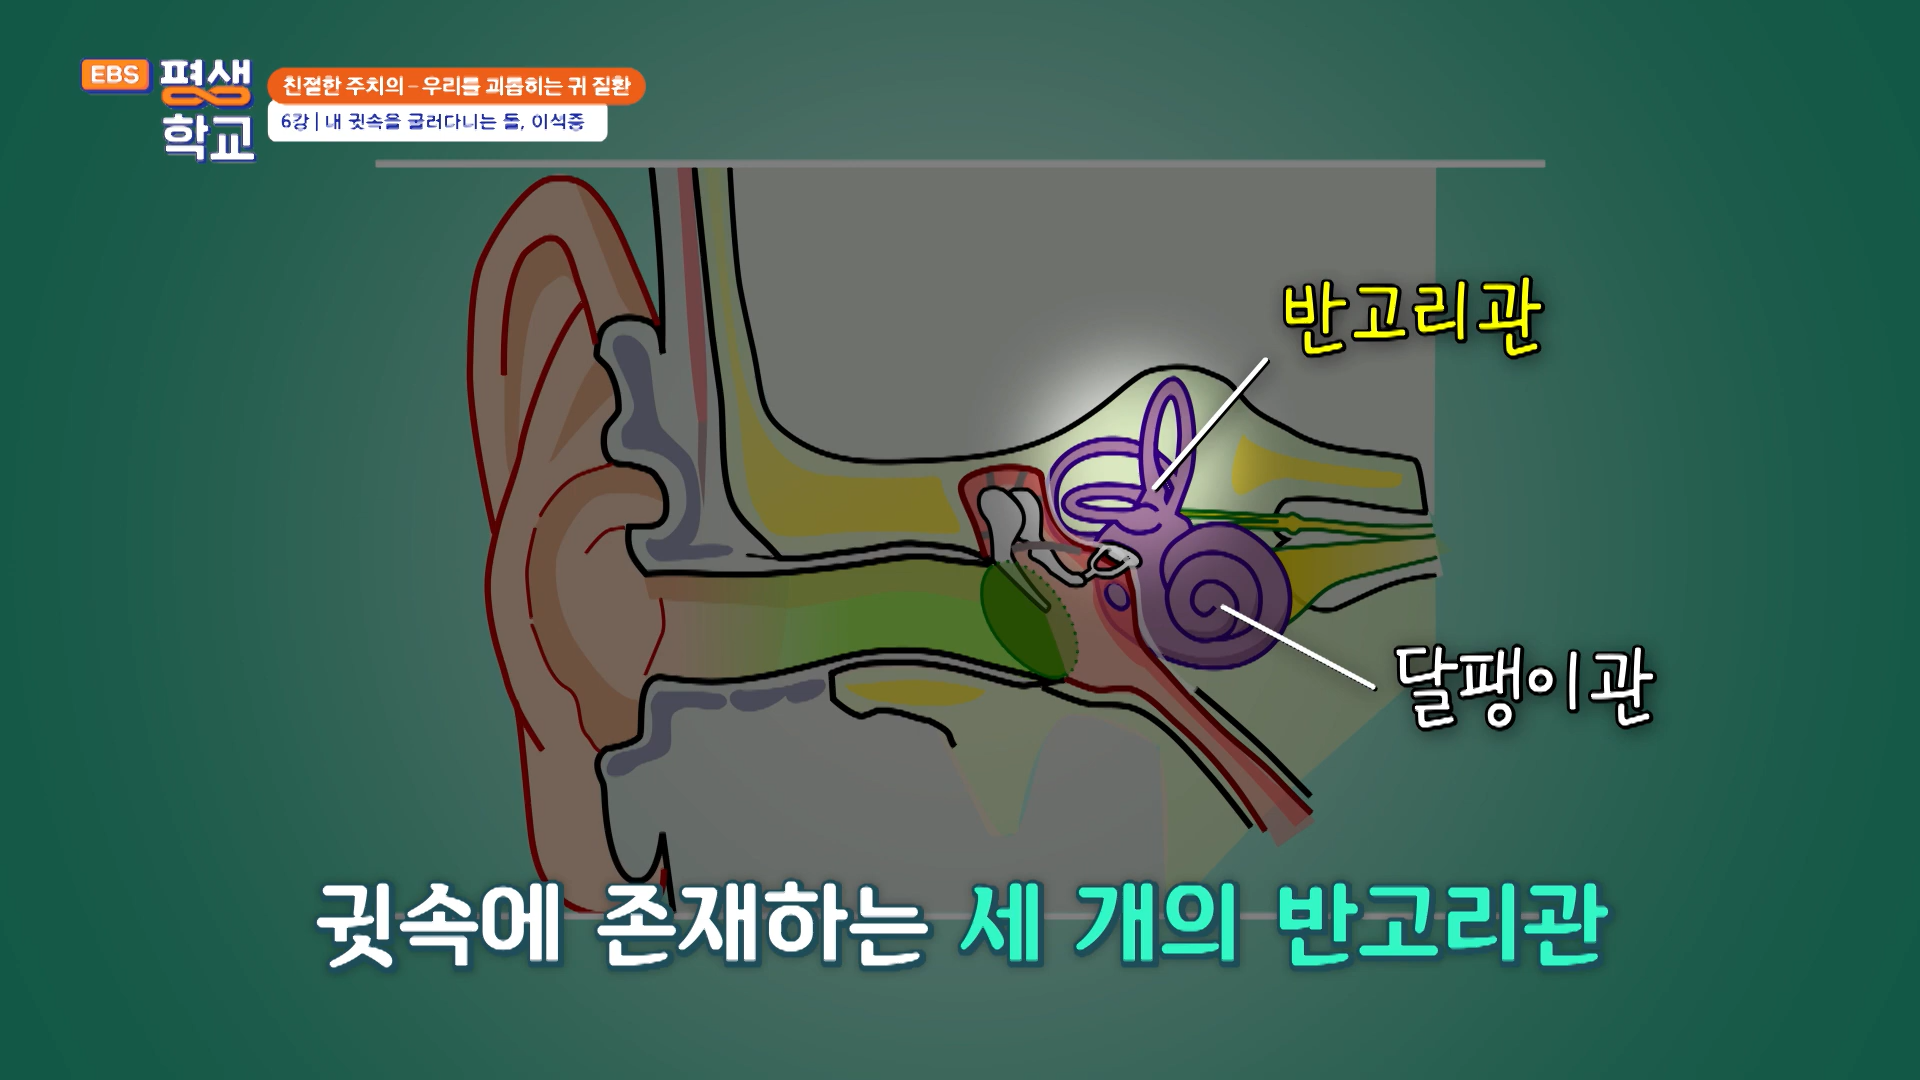 EBS 평생
학교
친절한 주치의 - 우리를 괴롭히는 귀 질환
6강 | 내 귓속을 굴러다니는 돌, 이석증
반고리관
달팽이관
귓속에 존재하는 세 개의 반고리관